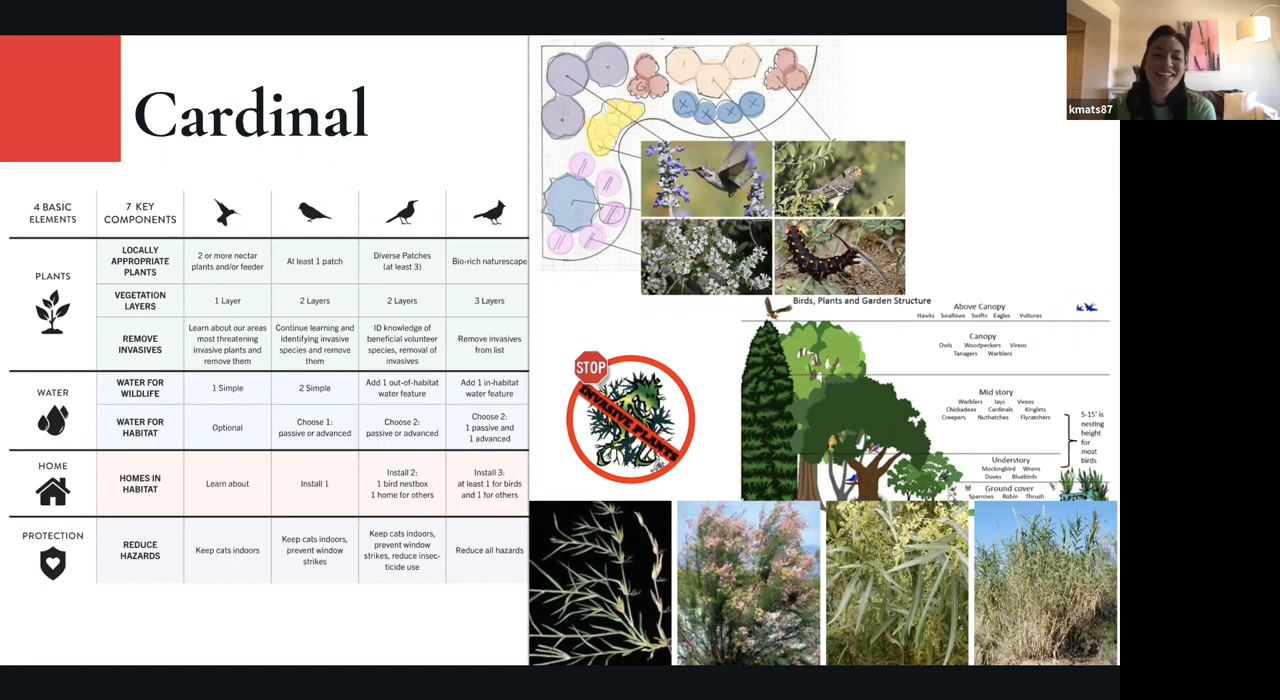 Cardinal
4 BASIC
ELEMENTS
7 KEY
COMPONENTS
PLANTS
LOCALLY
APPROPRIATE
PLANTS
2 or more nectar
plants and/or feeder
At least 1 patch
Diverse Patches
(at least 3)
Bio-rich naturescape
VEGETATION
LAYERS
1 Layer
2 Layers
2 Layers
3 Layers
REMOVE
INVASIVES
Learn about our areas
most threatening
invasive plants and
remove them
Continue learning and
identifying invasive
species and remove
them
ID knowledge of
beneficial volunteer
species, removal of
invasives
Remove invasives
from list
WATER
WATER FOR
WILDLIFE
1 Simple
2 Simple
Add 1 out-of-habitat
water feature
Add 1 in-habitat
water feature
WATER FOR
HABITAT
Optional
Choose 1:
passive or advanced
Choose 2:
passive or advanced
Choose 2:
1 passive and
1 advanced
HOME
HOMES IN
HABITAT
Learn about
Install 1
Install 2:
1 bird nestbox
1 home for others
Install 3:
at least 1 for birds
and 1 for others
PROTECTION
REDUCE
HAZARDS
Keep cats indoors
Keep cats indoors,
prevent window
strikes
Keep cats indoors,
prevent window
strikes, reduce insec-
ticide use
Reduce all hazards
STOP
INVASIVE PLANTS
Birds, Plants and Garden Structure
Above Canopy
Hawks Swallows Swifts Eagles Vultures
Canopy
Owls Woodpeckers Vireos
Tanagers Warblers
Mid story
Warblers Jays Vireos
Chickadees Cardinals Kinglets
Creepers Nuthatches Flycratchers
5-15' is
nesting
height
for
most
birds
Understory
Mockingbird Wrens
Doves Bluebirds
Ground cover
Sparrows Robin Thrush
kmats87